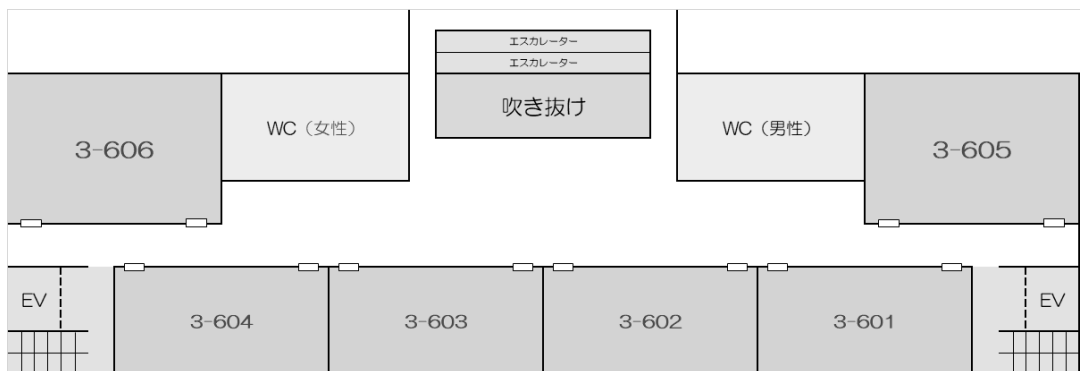 エスカレーター
エスカレーター
吹き抜け
WC（女性）
WC（男性）
3-606
3-605
EV
EV
3-604
3-603
3-602
3-601